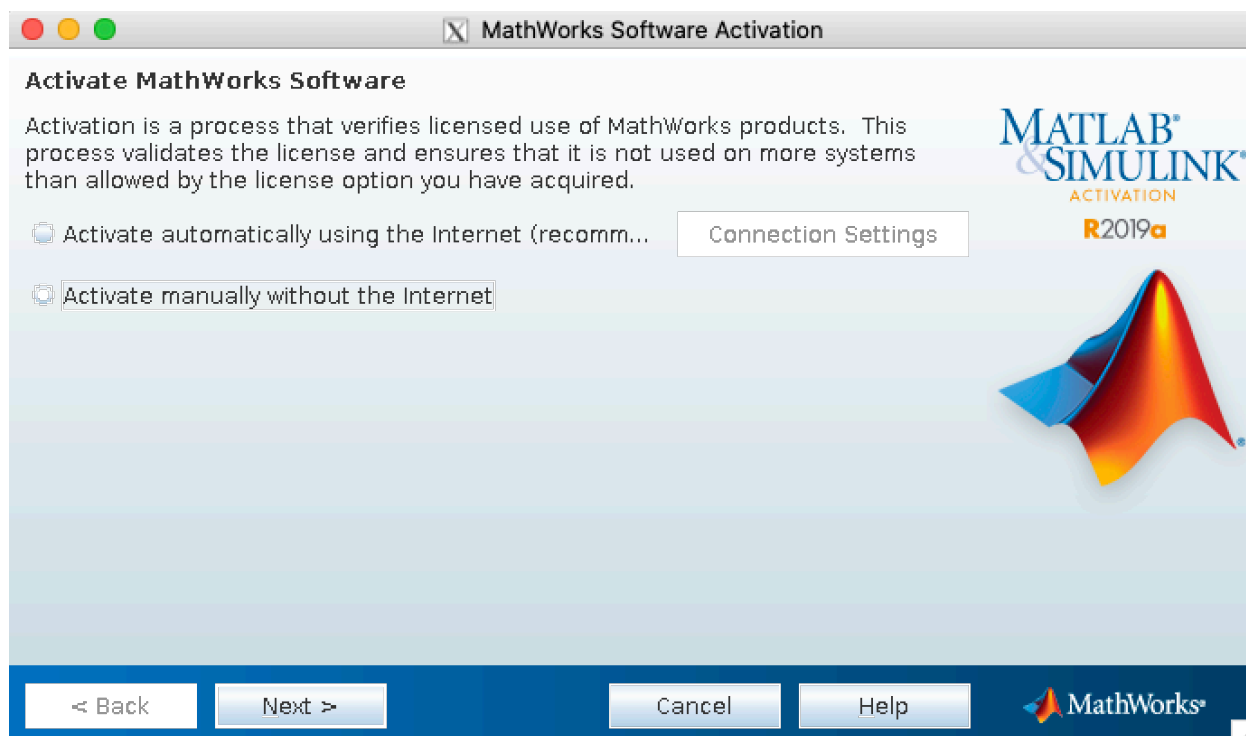 MathWorks Software Activation
Activate MathWorks Software
Activation is a process that verifies licensed use of MathWorks products. This
process validates the license and ensures that it is not used on more systems
than allowed by the license option you have acquired.
Activate automatically using the Internet (recomm...
Connection Settings
Activate manually without the Internet
MATLAB®
&SIMULINK®
ACTIVATION
R2019a
< Back
Next >
Cancel
Help
MathWorks®